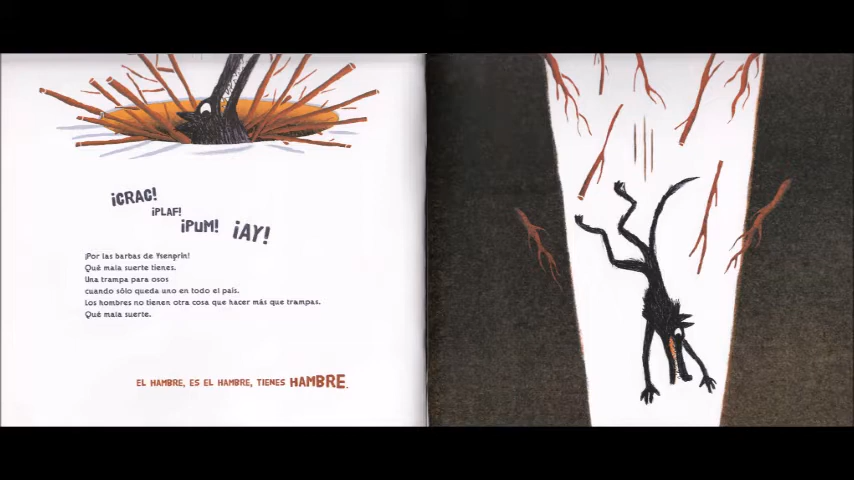 ¡CRAC!
¡PLAF!
¡PUM!
¡AY!
¡Por las barbas de Ysengrin!
Qué mala suerte tienes.
Una trampa para osos
cuando sólo queda uno en todo el país.
Los hombres no tienen otra cosa que hacer más que trampas.
Qué mala suerte.
EL HAMBRE, ES EL HAMBRE, TIENES HAMBRE.